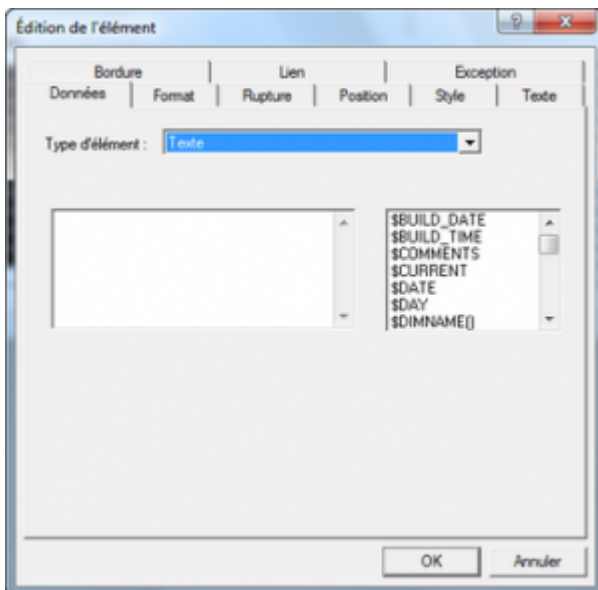 Édition de l'élément
Bordure Lien Exception
Données Format Rupture Position Style Texte
Type d'élément : Texte
$BUILD_DATE
$BUILD_TIME
$COMMENTS
$CURRENT
$DATE
$DAY
$DIMNAME()
OK Annuler